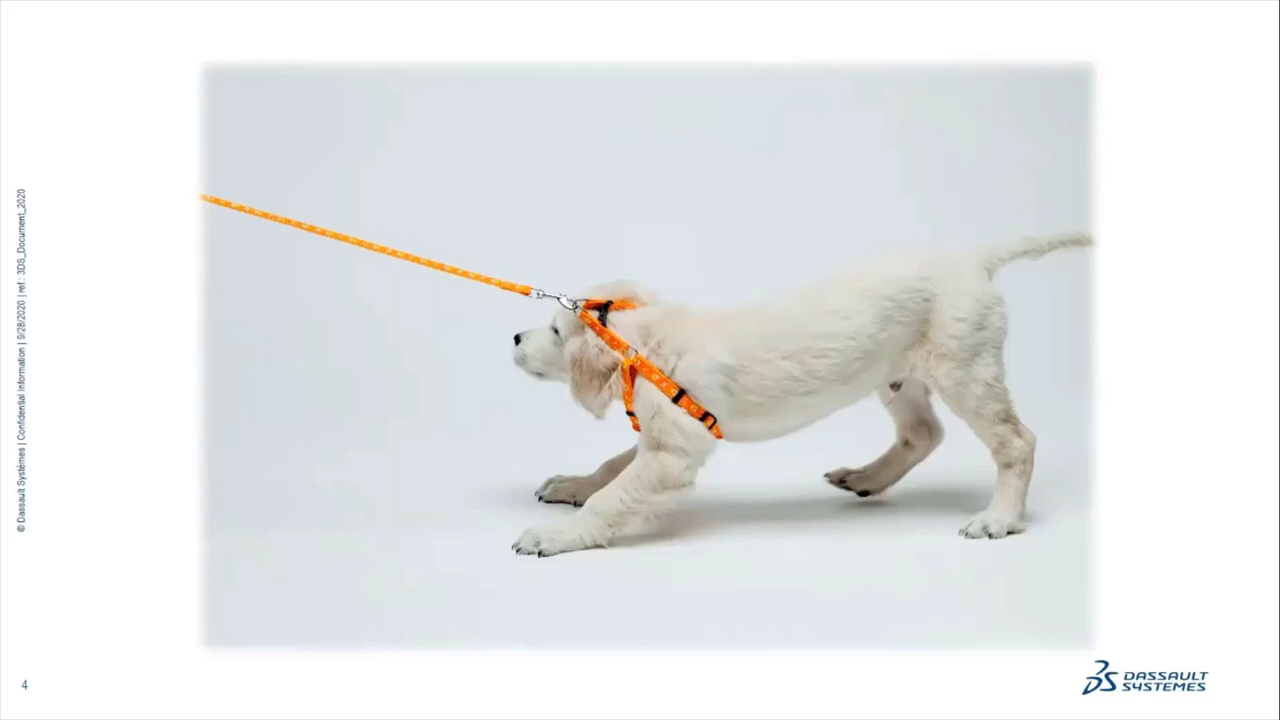 © Dassault Systèmes | Confidential Information | 9/28/2020 | ref.: 3DS_Document_2020
4
DASSAULT
SYSTEMES